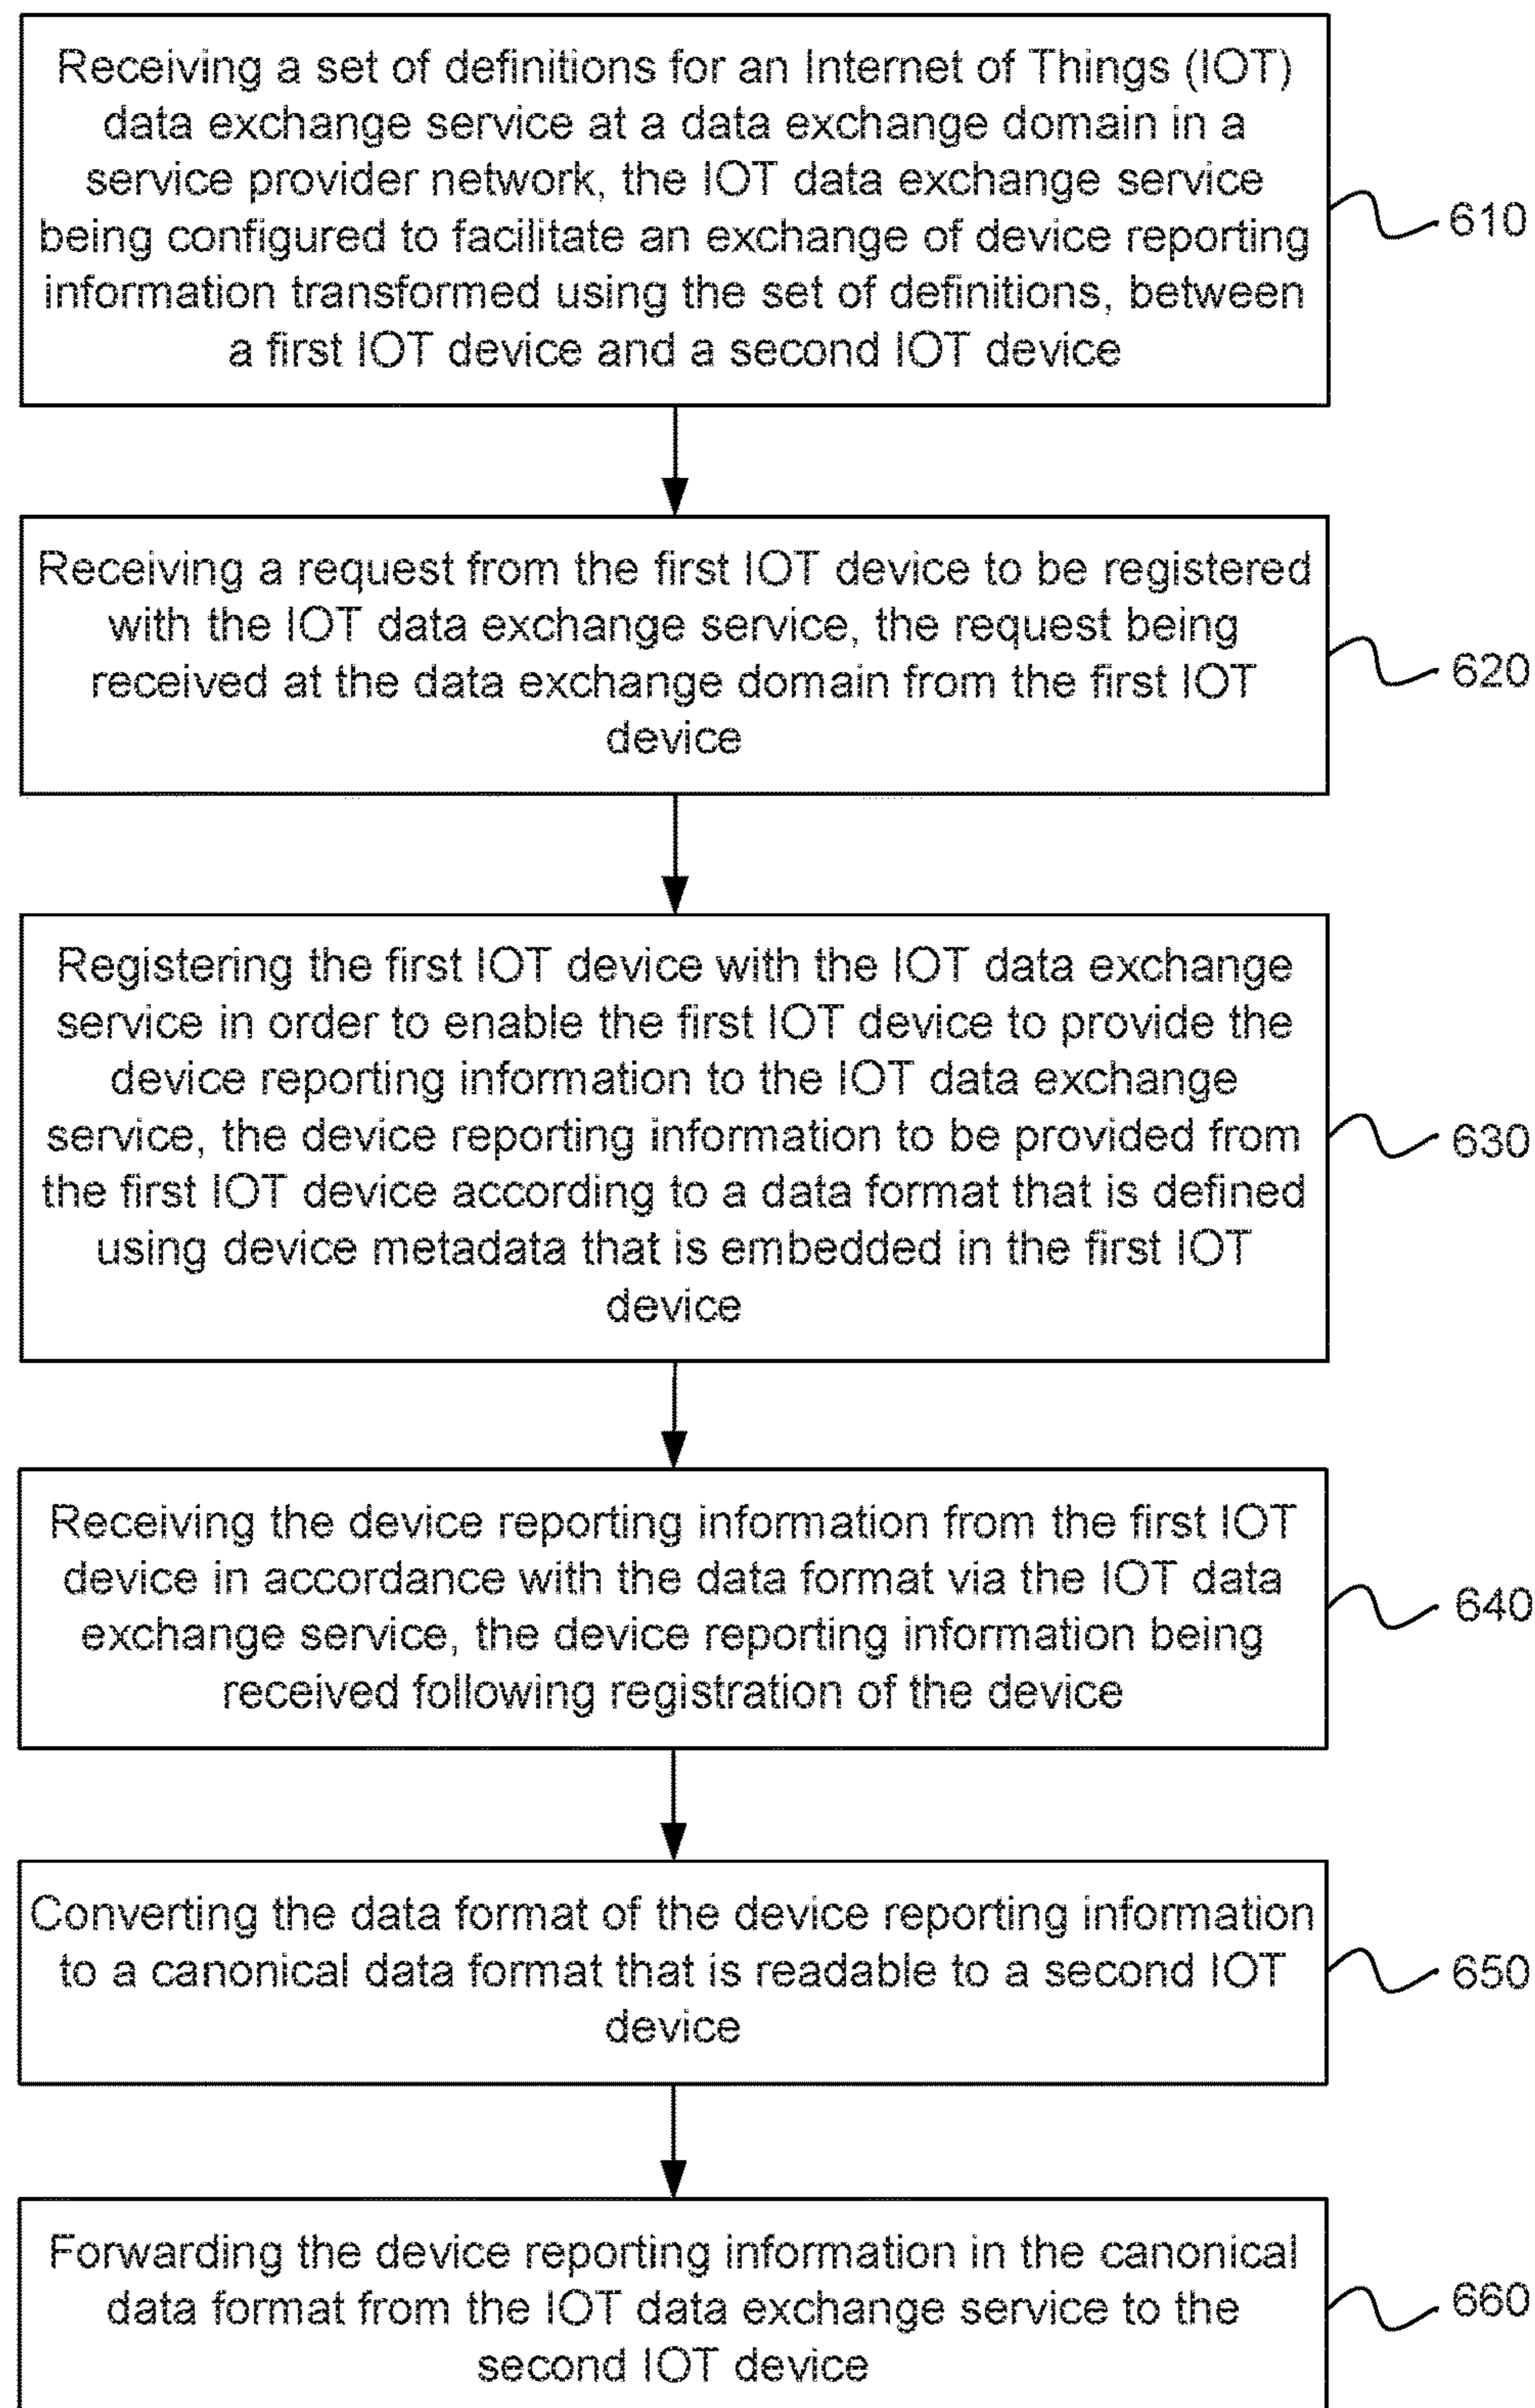 Receiving a set of definitions for an Internet of Things (IOT)
data exchange domain in a
service provider network, the IOT data exchange service
being configured to facilitate an exchange of device reporting
information transformed using the set of definitions, between
a first IOT device and a second IOT device
610
Receiving a request from the first IOT device to be registered
with the IOT data exchange service, the request being
received at the data exchange domain from the first IOT
device
620
Registering the first IOT device with the IOT data exchange
service in order to enable the first IOT device to provide the
device reporting information to the IOT data exchange
service, the device reporting information to be provided from
the first IOT device according to a data format that is defined
using device metadata that is embedded in the first IOT
device
630
Receiving the device reporting information from the first IOT
device in accordance with the data format via the IOT data
exchange service, the device reporting information being
received following registration of the device
640
Converting the data format of the device reporting information
to a canonical data format that is readable to a second IOT
device
650
Forwarding the device reporting information in the canonical
data format from the IOT data exchange service to the
second IOT device
660